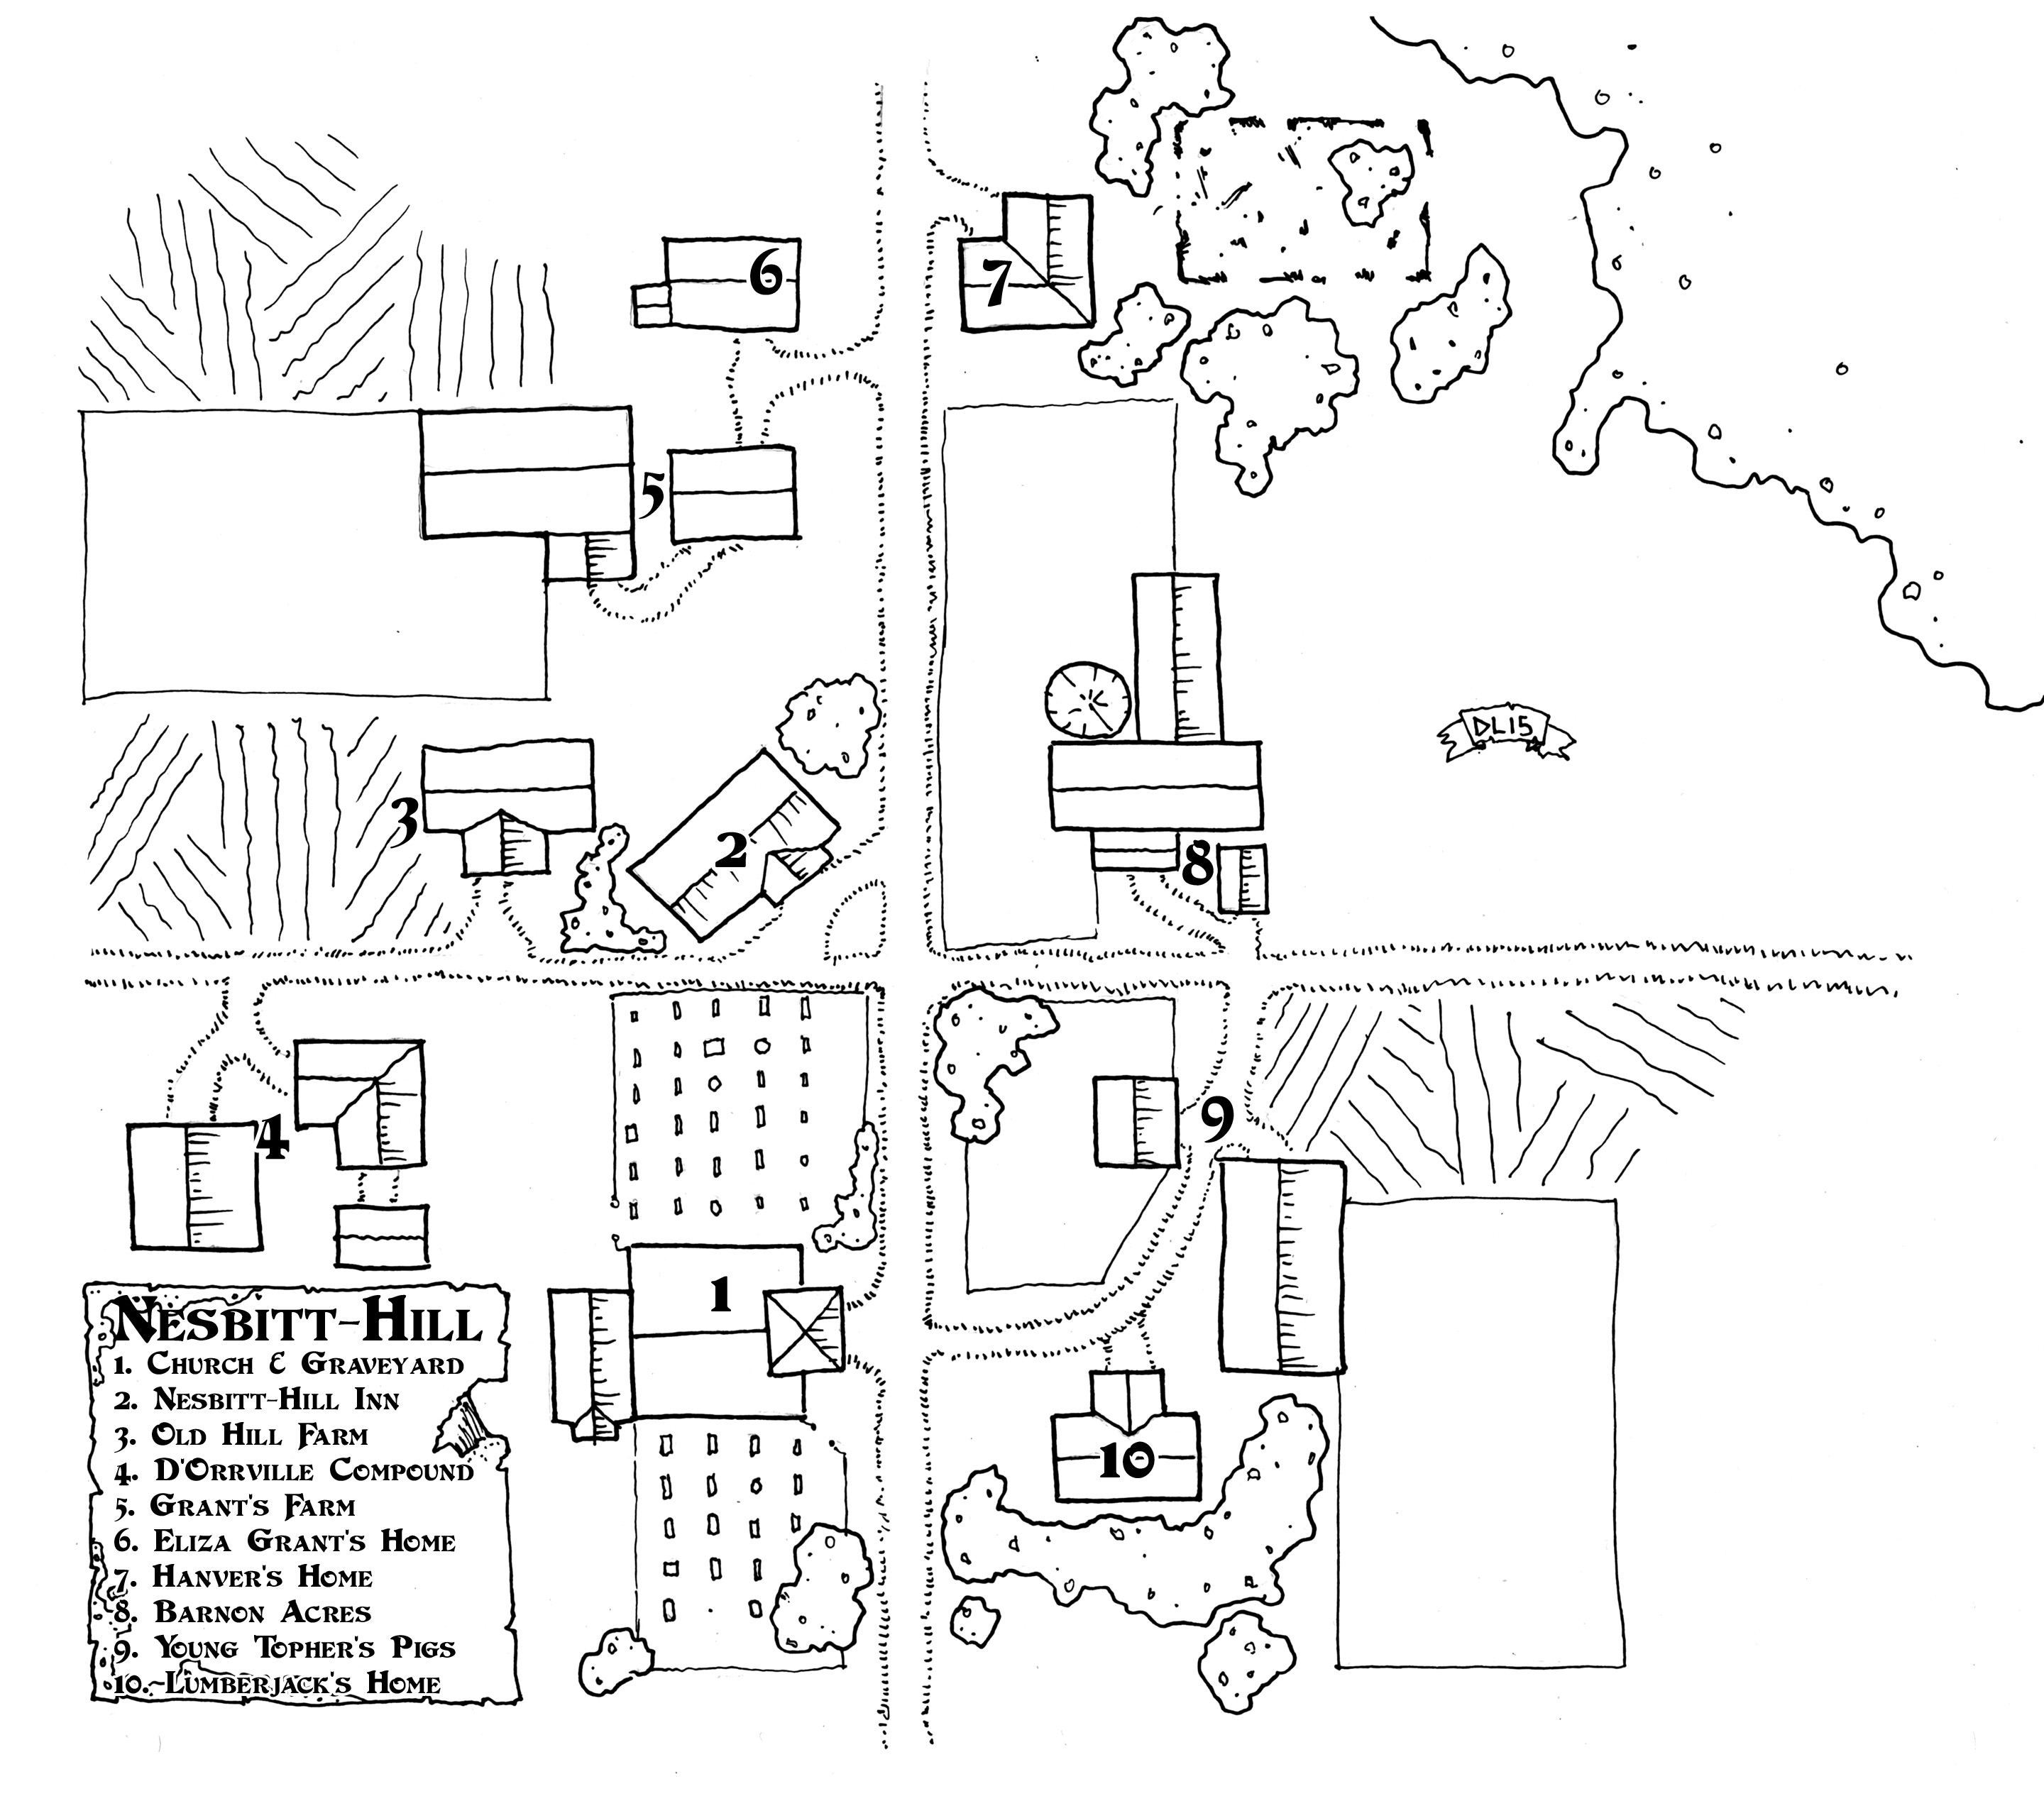 6
7
5
DL15
3
2
8
9
4
1
10
Nesbitt-Hill
1. Church & Graveyard
2. Nesbitt-Hill Inn
3. Old Hill Farm
4. D'Orrville Compound
5. Grant's Farm
6. Eliza Grant's Home
7. Hanver's Home
8. Barnon Acres
9. Young Topher's Pigs
10. Lumberjack's Home